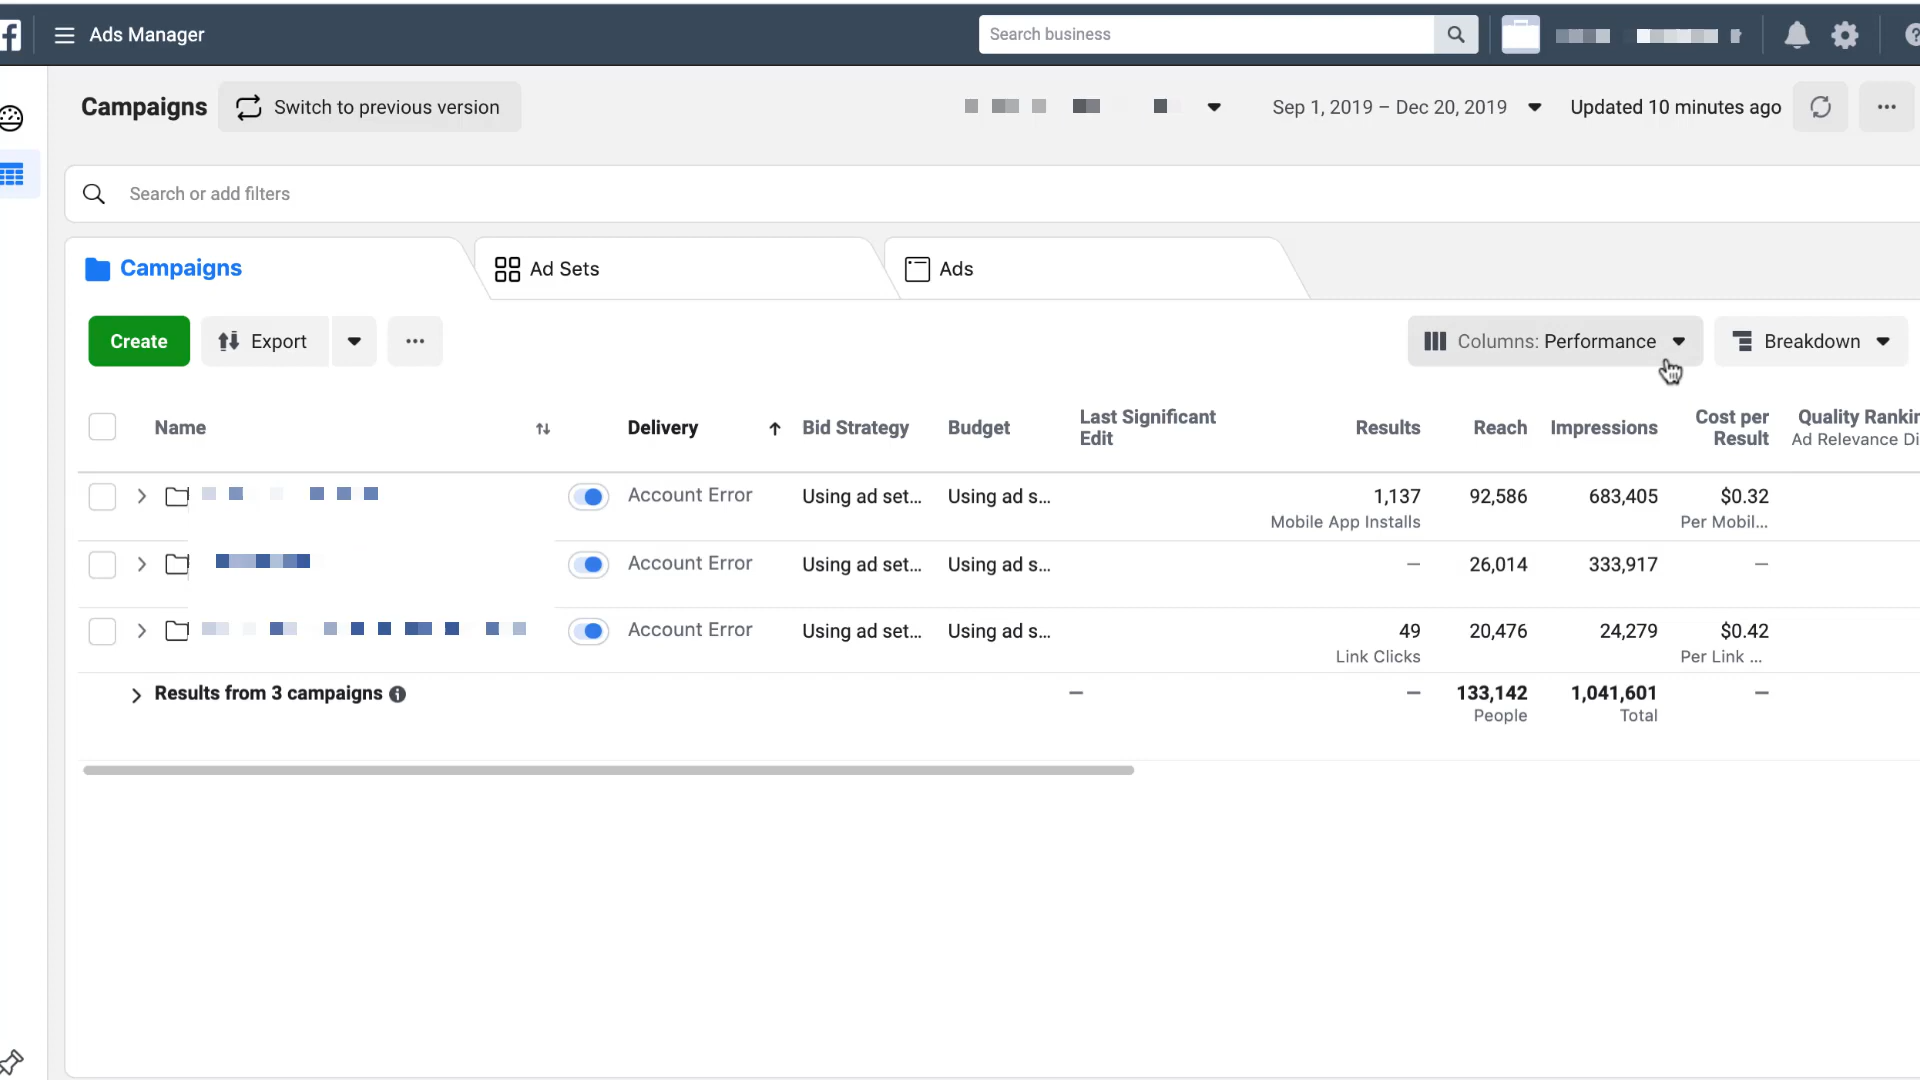 Ads Manager
Search business
Campaigns
Switch to previous version
Sep 1, 2019 – Dec 20, 2019
Updated 10 minutes ago
Search or add filters
Campaigns
Ad Sets
Ads
Create
Export
Columns: Performance
Breakdown
Name
Delivery
Bid Strategy
Budget
Last Significant
Edit
Results
Reach
Impressions
Cost per
Result
Quality Rankin
Ad Relevance Di
Account Error
Using ad set...
Using ad s...
1,137
Mobile App Installs
92,586
683,405
$0.32
Per Mobil...
Account Error
Using ad set...
Using ad s...
—
26,014
333,917
—
Account Error
Using ad set...
Using ad s...
49
Link Clicks
20,476
24,279
$0.42
Per Link ...
Results from 3 campaigns
—
—
133,142
People
1,041,601
Total
—